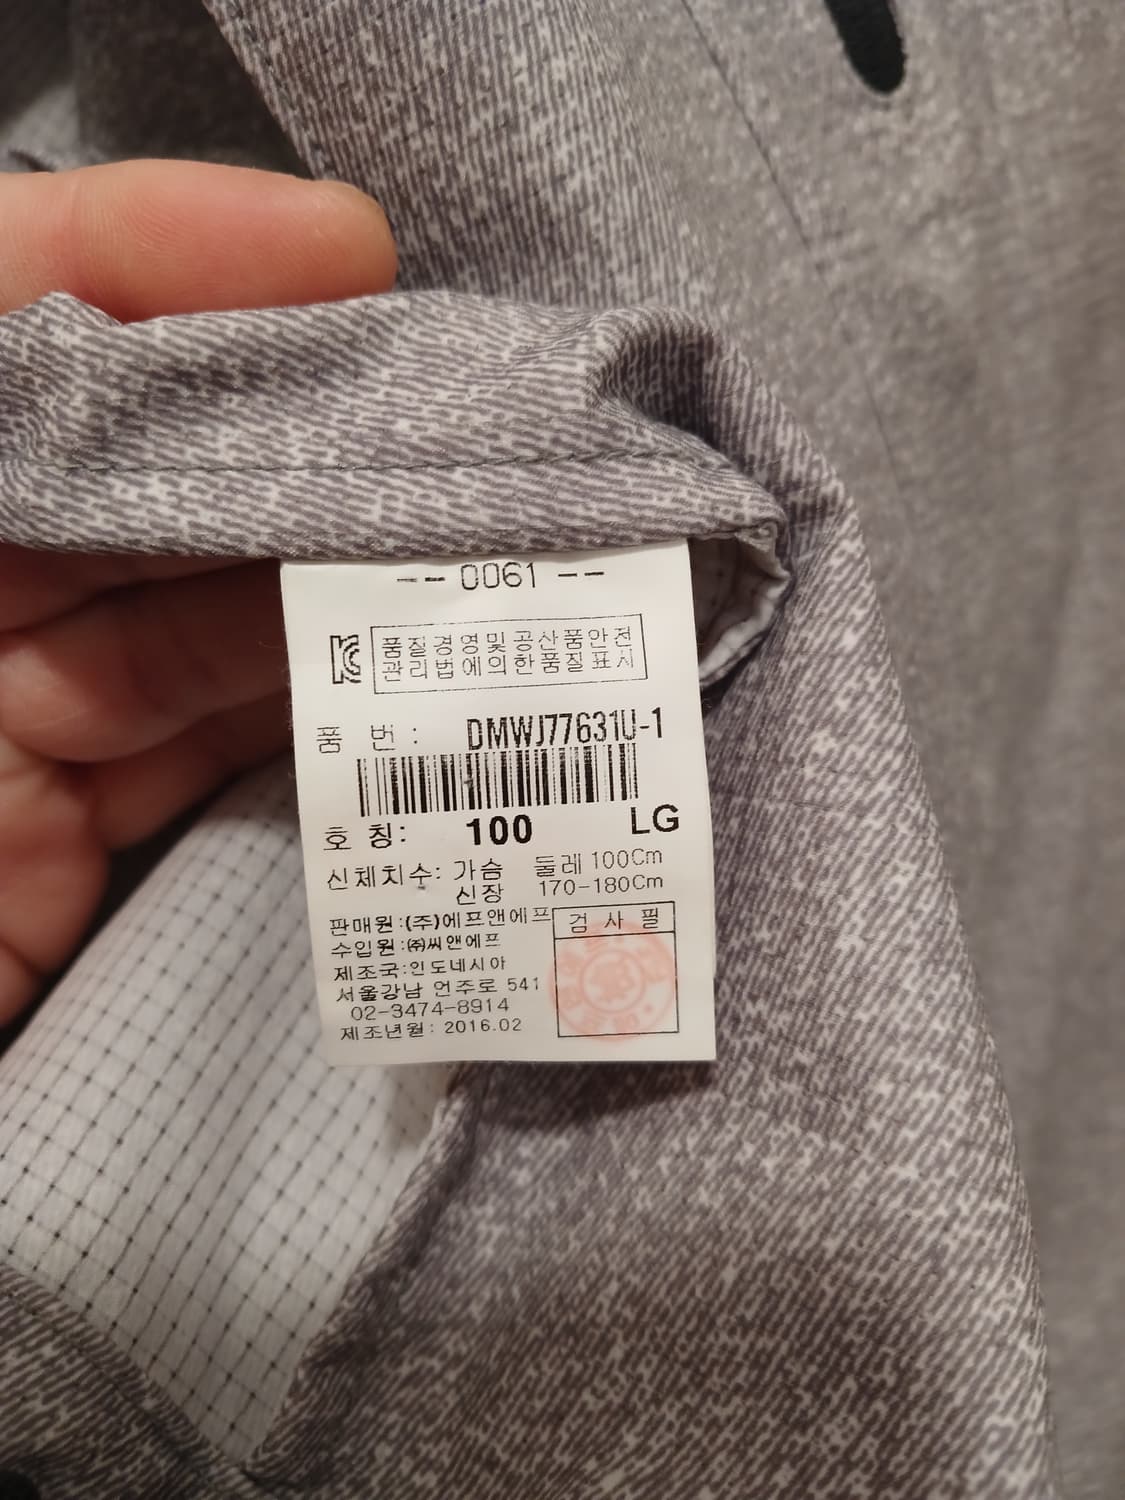 -- 0061 --
품질경영및공산품안전
관리법에의한품질표시
품 번 : DMWJ77631U-1
호 칭: 100 LG
신체치수: 가슴 둘레 100Cm
신장 170-180Cm
판매원:(주)에프앤에프
수입원:㈜씨앤에프
제조국:인도네시아
서울강남 언주로 541
02-3474-8914
제조년월: 2016.02
검 사 필